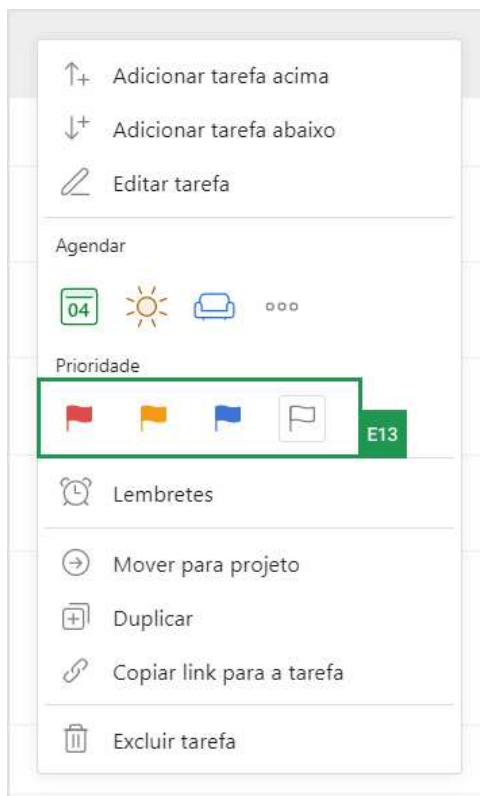 Adicionar tarefa acima
Adicionar tarefa abaixo
Editar tarefa
Agendar
04
Prioridade
E13
Lembretes
Mover para projeto
Duplicar
Copiar link para a tarefa
Excluir tarefa